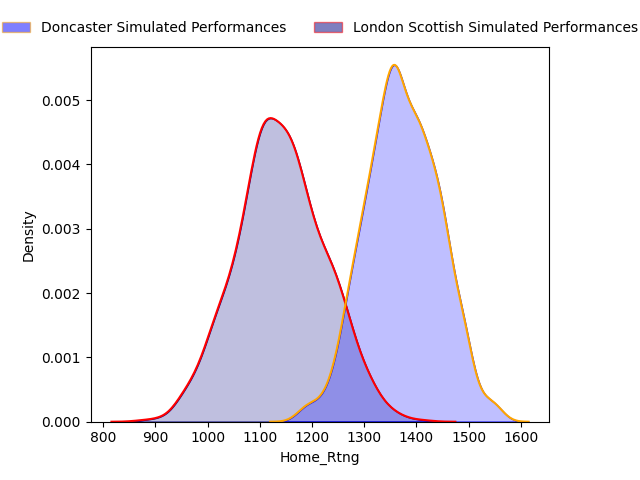 Doncaster Simulated Performances London Scottish Simulated Performances
0.005
0.004
0.003
0.002
0.001
0.000
Density
800 900 1000 1100 1200 1300 1400 1500 1600
Home_Rtng